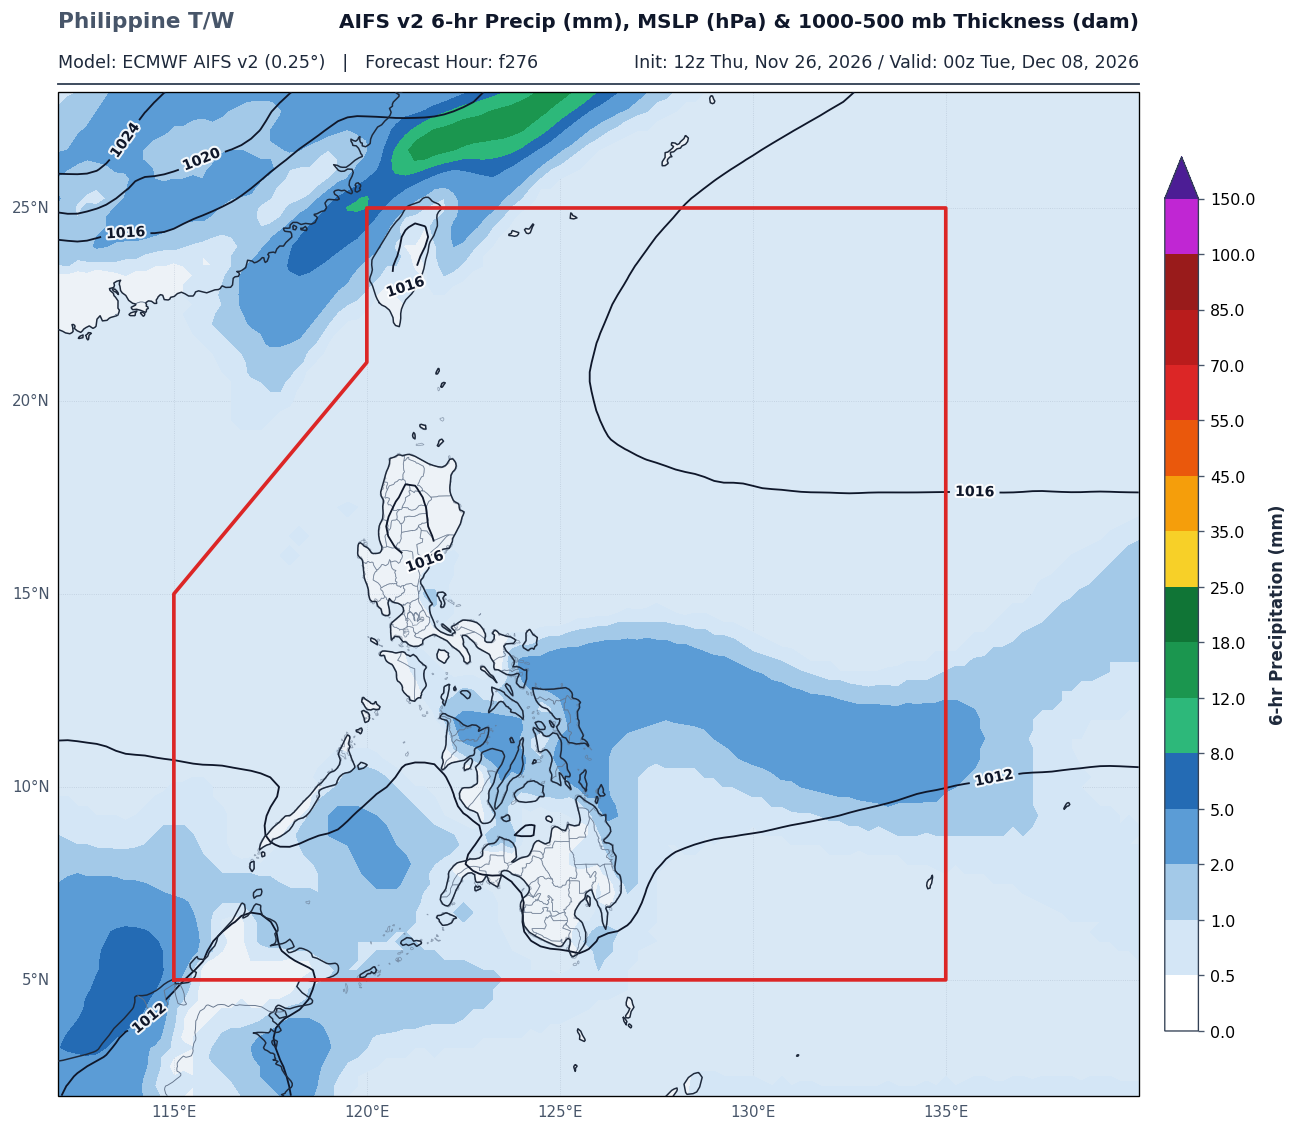 Philippine T/W
AIFS v2 6-hr Precip (mm), MSLP (hPa) & 1000-500 mb Thickness (dam)
Model: ECMWF AIFS v2 (0.25°)   |   Forecast Hour: f276
Init: 12z Thu, Nov 26, 2026 / Valid: 00z Tue, Dec 08, 2026
1024
1020
1016
1016
1016
1016
1012
1012
25°N
20°N
15°N
10°N
5°N
115°E
120°E
125°E
130°E
135°E
150.0
100.0
85.0
70.0
55.0
45.0
35.0
25.0
18.0
12.0
8.0
5.0
2.0
1.0
0.5
0.0
6-hr Precipitation (mm)